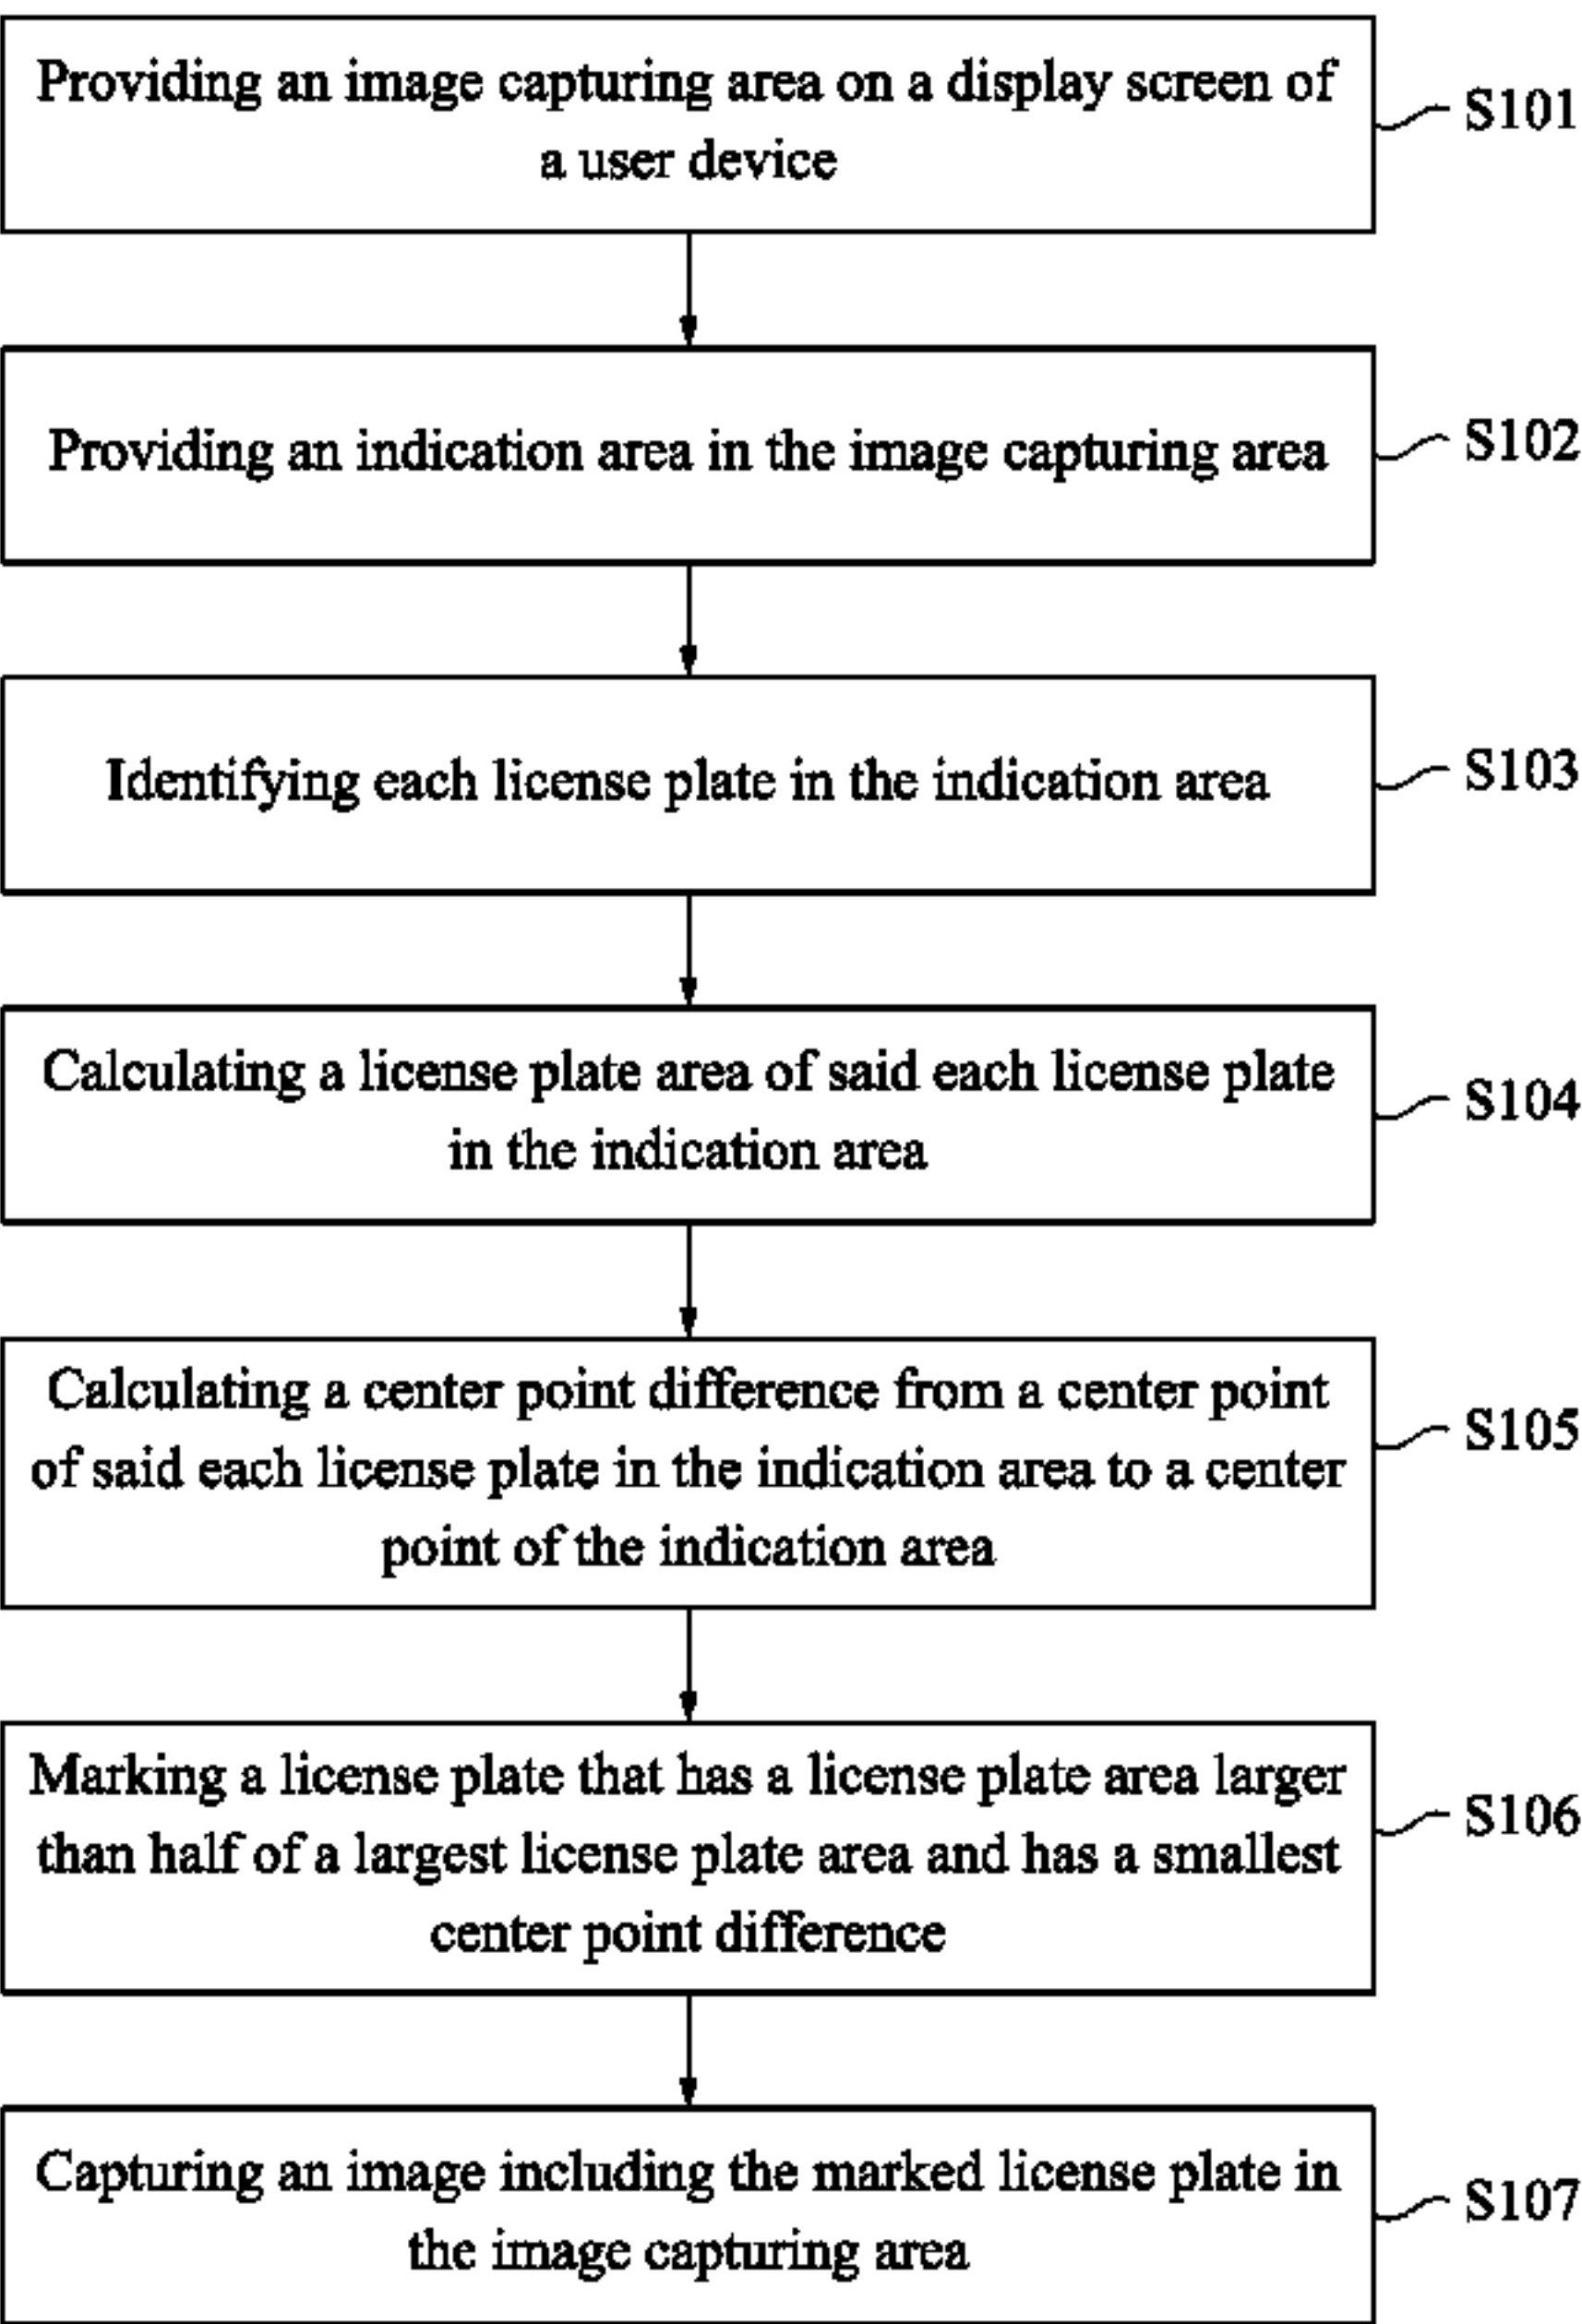 Providing an image capturing area on a display screen of
a user device
S101
Providing an indication area in the image capturing area
S102
Identifying each license plate in the indication area
S103
Calculating a license plate area of said each license plate
in the indication area
S104
Calculating a center point difference from a center point
of said each license plate in the indication area to a center
point of the indication area
S105
Marking a license plate that has a license plate area larger
than half of a largest license plate area and has a smallest
center point difference
S106
Capturing an image including the marked license plate in
the image capturing area
S107